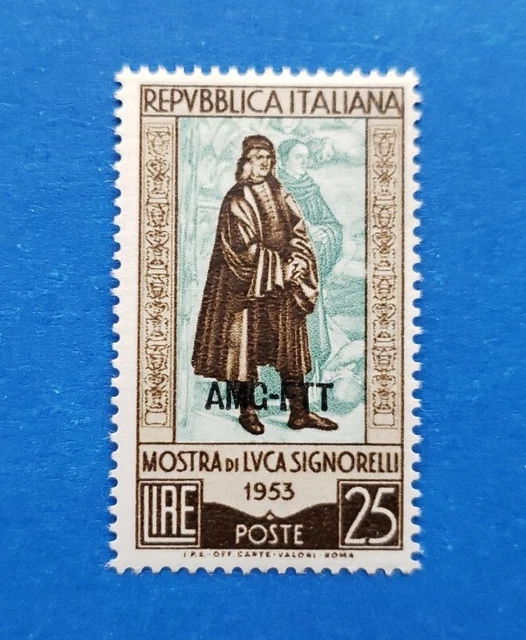 REPVBBLICA ITALIANA
AMG-FTT
MOSTRA DI LVCA SIGNORELLI
1953
LIRE POSTE 25
I.P.S. OFF. CARTE-VALORI-ROMA